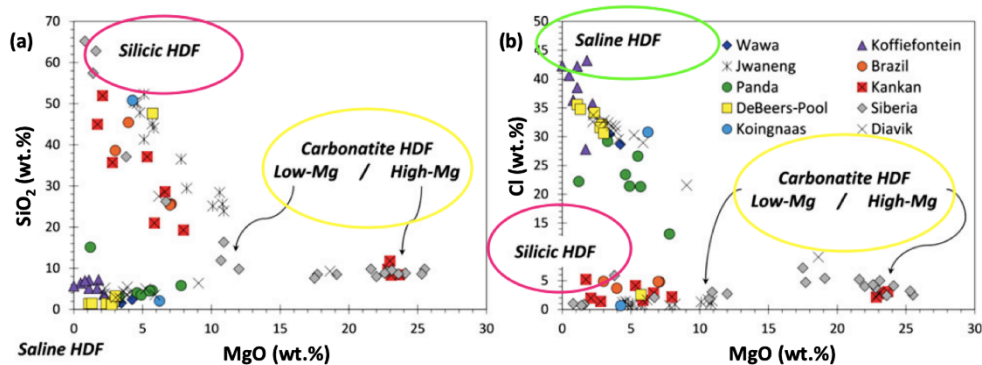 (a)
Silicic HDF
Carbonatite HDF
Low-Mg / High-Mg
SiO₂ (wt.%)
70
60
50
40
30
20
10
0
0 5 10 15 20 25 30
Saline HDF
MgO (wt.%)
(b)
Saline HDF
Wawa
Koffiefontein
Jwaneng
Brazil
Panda
Kankan
DeBeers-Pool
Siberia
Koingnaas
Diavik
Carbonatite HDF
Low-Mg / High-Mg
Silicic HDF
Cl (wt.%)
50
45
40
35
30
25
20
15
10
5
0
0 5 10 15 20 25 30
MgO (wt.%)